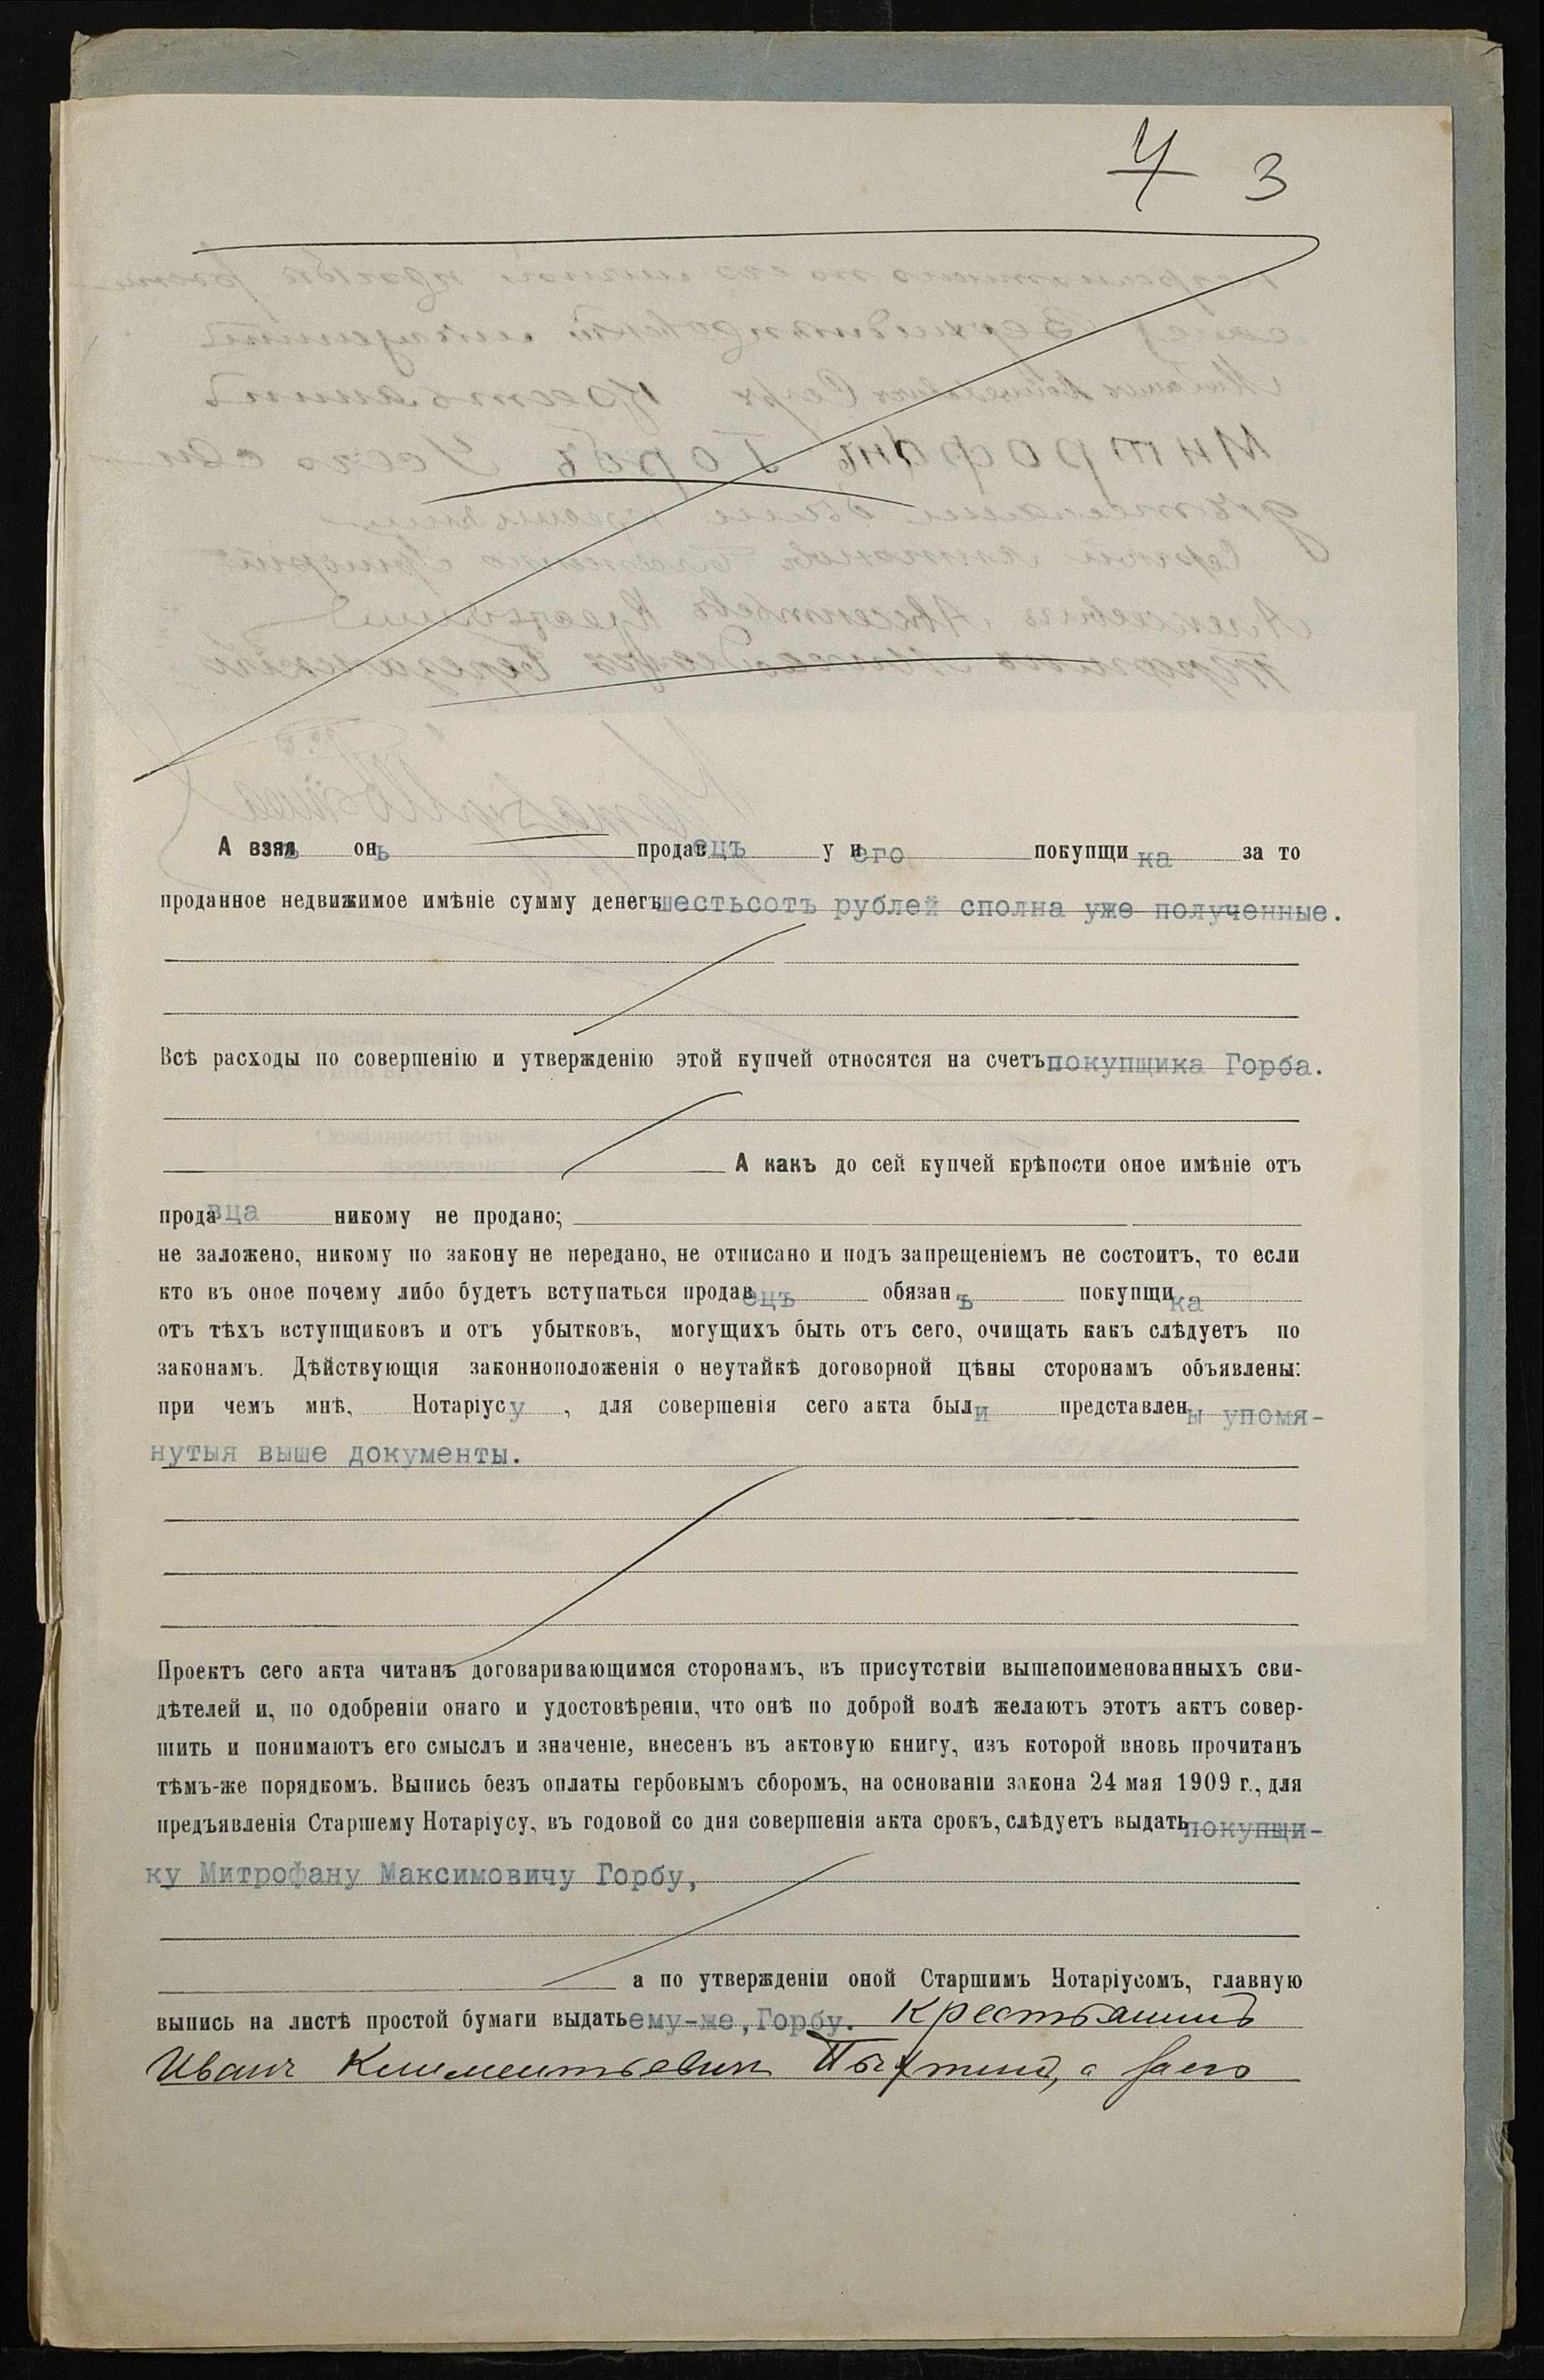 4 3
А взялъ онъ продавецъ у него покупщика за то
проданное недвижимое имѣніе сумму денегъ шестьсотъ рублей сполна уже полученные.
Всѣ расходы по совершенію и утвержденію этой купчей относятся на счетъ покупщика Горба.
А какъ до сей купчей крѣпости оное имѣніе отъ
продавца никому не продано;
не заложено, никому по закону не передано, не отписано и подъ запрещеніемъ не состоитъ, то если
кто въ оное почему либо будетъ вступаться продавецъ обязанъ покупщика
отъ тѣхъ вступщиковъ и отъ убытковъ, могущихъ быть отъ сего, очищать какъ слѣдуетъ по
законамъ. Дѣйствующія законноположенія о неутайкѣ договорной цѣны сторонамъ объявлены:
при чемъ мнѣ, Нотаріусу, для совершенія сего акта были представлены упомя-
нутыя выше документы.
Проектъ сего акта читанъ договаривающимся сторонамъ, въ присутствіи вышепоименованныхъ сви-
дѣтелей и, по одобреніи онаго и удостовѣреніи, что онѣ по доброй волѣ желаютъ этотъ актъ совер-
шить и понимаютъ его смыслъ и значеніе, внесенъ въ актовую книгу, изъ которой вновь прочитанъ
тѣмъ-же порядкомъ. Выпись безъ оплаты гербовымъ сборомъ, на основаніи закона 24 мая 1909 г., для
предъявленія Старшему Нотаріусу, въ годовой со дня совершенія акта срокъ, слѣдуетъ выдать покупщи-
ку Митрофану Максимовичу Горбу,
а по утвержденіи оной Старшимъ Нотаріусомъ, главную
выпись на листѣ простой бумаги выдать ему-же, Горбу. Крестьянинъ
Иванъ Климентьевичъ а за его